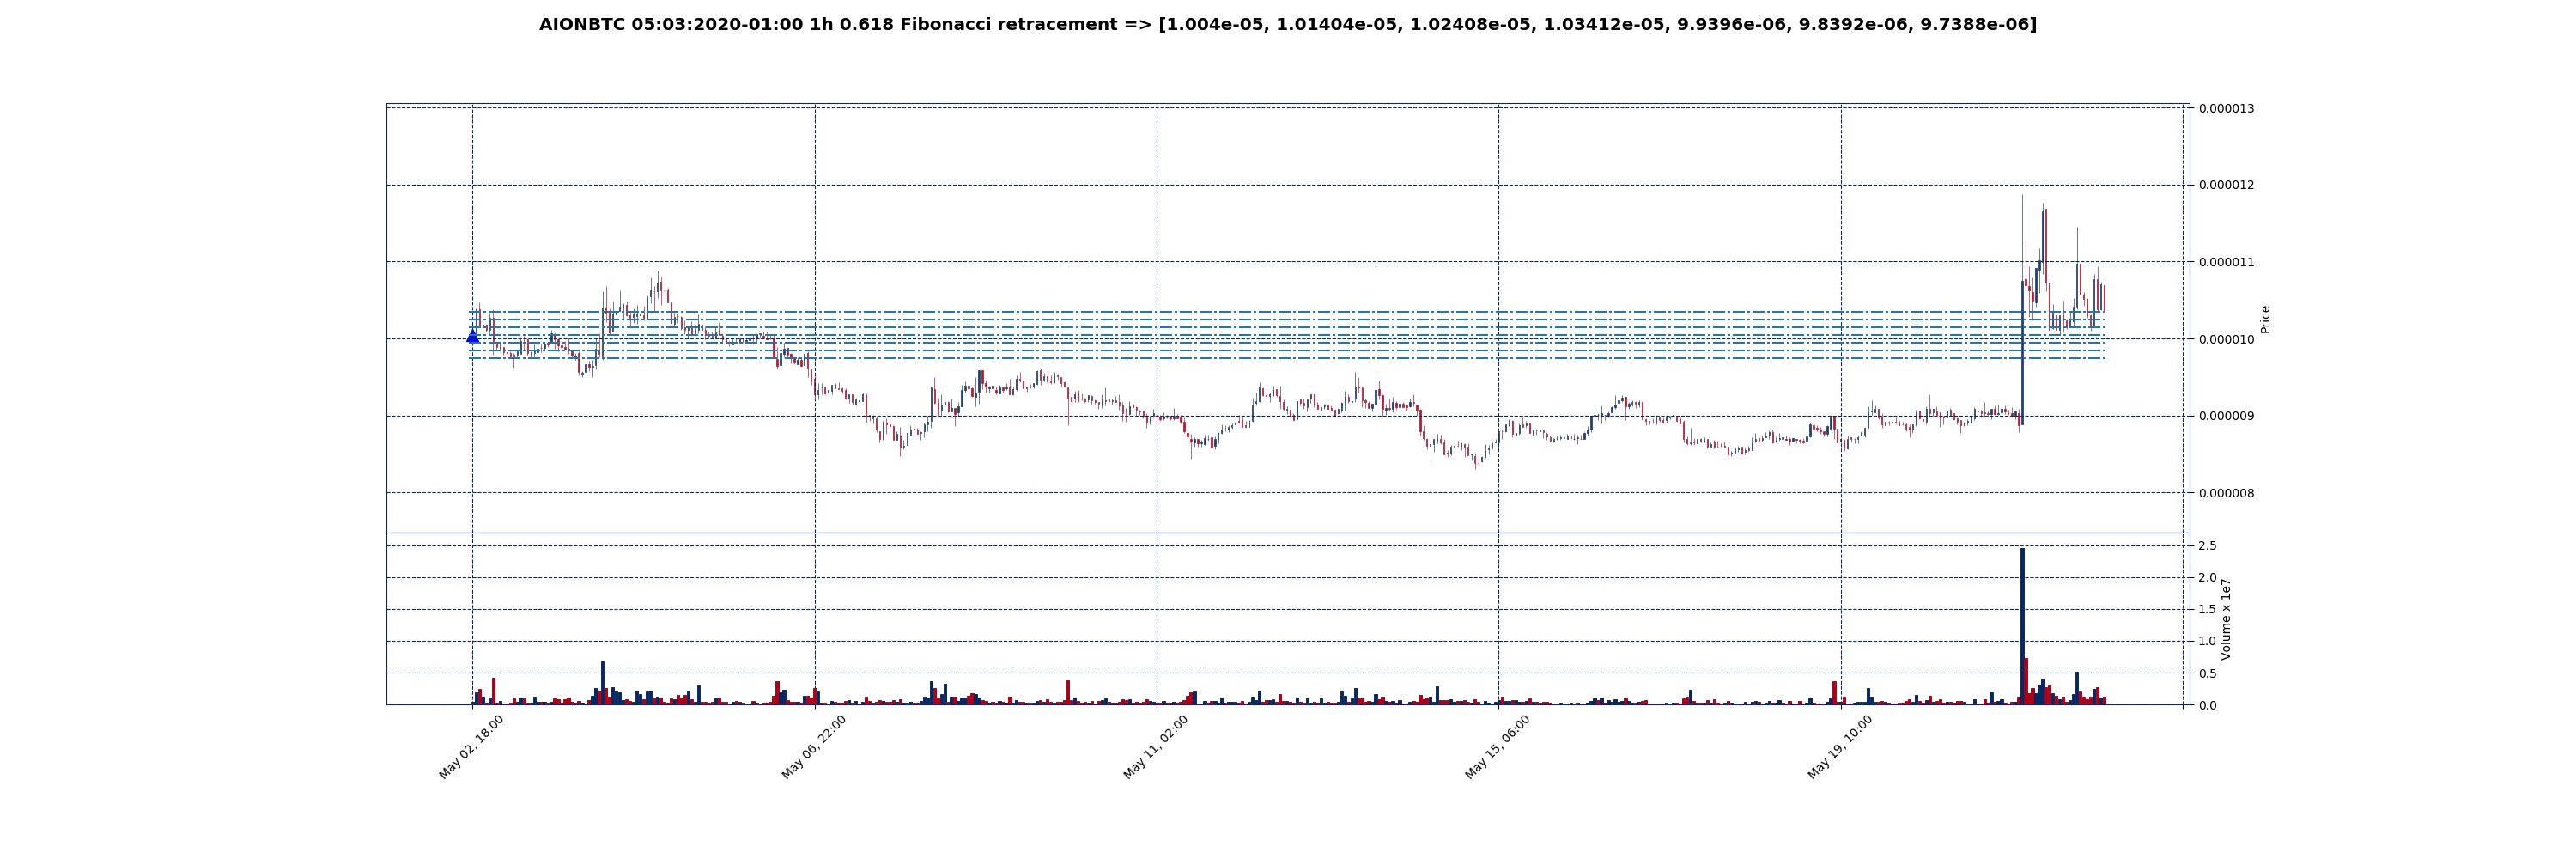 AIONBTC 05:03:2020-01:00 1h 0.618 Fibonacci retracement => [1.004e-05, 1.01404e-05, 1.02408e-05, 1.03412e-05, 9.9396e-06, 9.8392e-06, 9.7388e-06]
0.000013
0.000012
0.000011
0.000010
0.000009
0.000008
Price
2.5
2.0
1.5
1.0
0.5
0.0
Volume x 1e7
May 02, 18:00
May 06, 22:00
May 11, 02:00
May 15, 06:00
May 19, 10:00